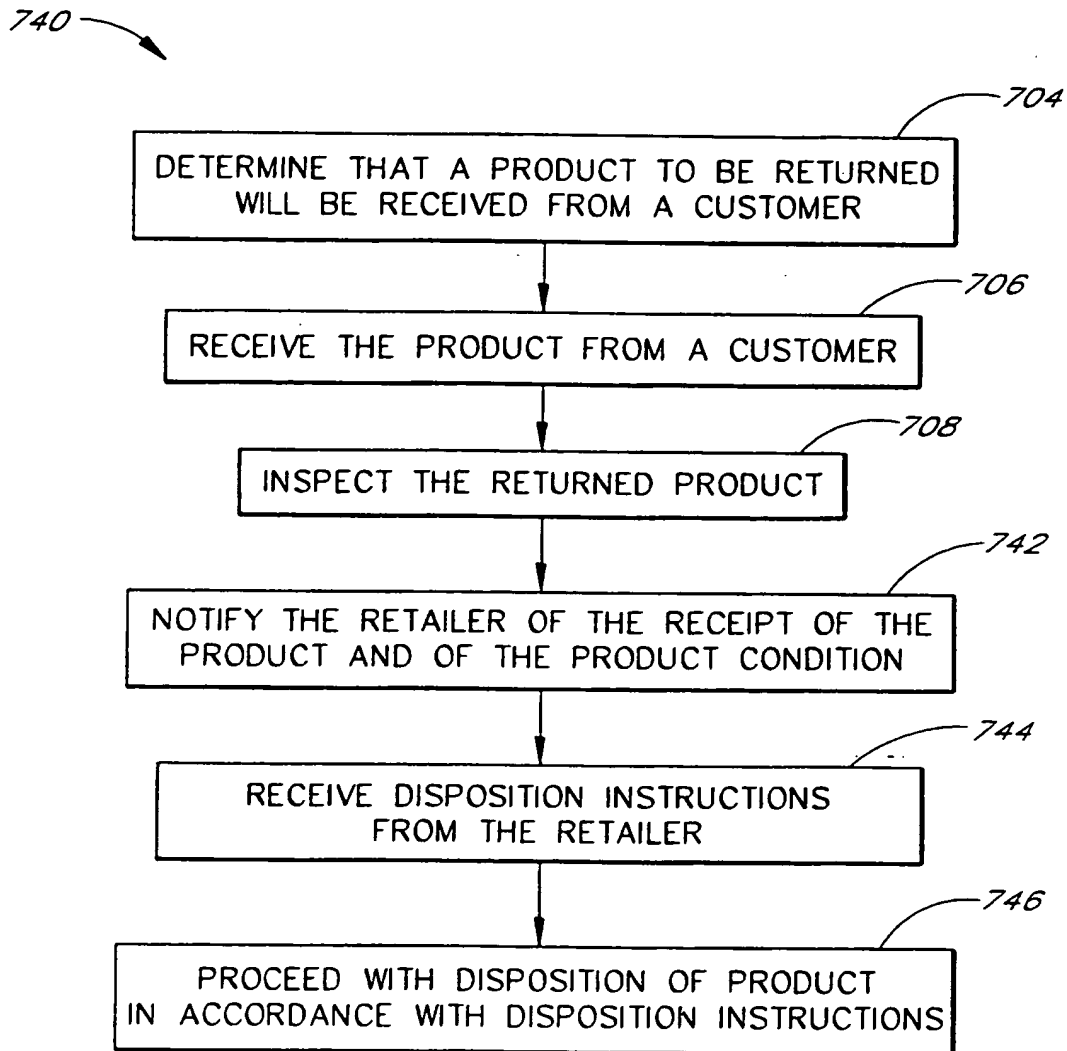 740
704
DETERMINE THAT A PRODUCT TO BE RETURNED
WILL BE RECEIVED FROM A CUSTOMER
706
RECEIVE THE PRODUCT FROM A CUSTOMER
708
INSPECT THE RETURNED PRODUCT
742
NOTIFY THE RETAILER OF THE RECEIPT OF THE
PRODUCT AND OF THE PRODUCT CONDITION
744
RECEIVE DISPOSITION INSTRUCTIONS
FROM THE RETAILER
746
PROCEED WITH DISPOSITION OF PRODUCT
IN ACCORDANCE WITH DISPOSITION INSTRUCTIONS